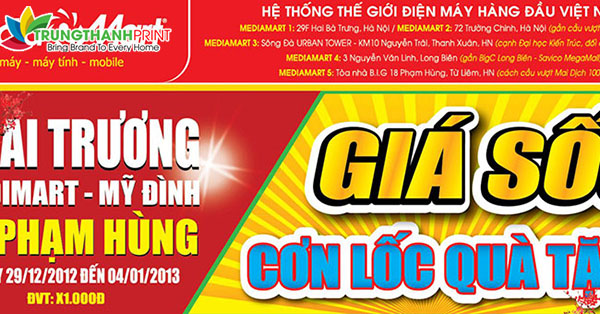 TRUNGTHANHPRINT
Bring Brand To Every Home
máy - máy tính - mobile
HỆ THỐNG THẾ GIỚI ĐIỆN MÁY HÀNG ĐẦU VIỆT N
MEDIAMART 1: 29F Hai Bà Trưng, Hà Nội / MEDIAMART 2: 72 Trường Chinh, Hà Nội (gần cầu vượt
MEDIAMART 3: Sông Đà URBAN TOWER - KM10 Nguyễn Trãi, Thanh Xuân, HN (cạnh Đại học Kiến Trúc, đối
MEDIAMART 4: 3 Nguyễn Văn Linh, Long Biên (gần BigC Long Biên - Savico MegaMall
MEDIAMART 5: Tòa nhà B.I.G 18 Phạm Hùng, Từ Liêm, HN (cách cầu vượt Mai Dịch 100
AI TRƯƠNG
DIMART - MỸ ĐÌNH
PHẠM HÙNG
Y 29/12/2012 ĐẾN 04/01/2013
ĐVT: X1.000Đ
GIÁ SỐ
CƠN LỐC QUÀ TẶ